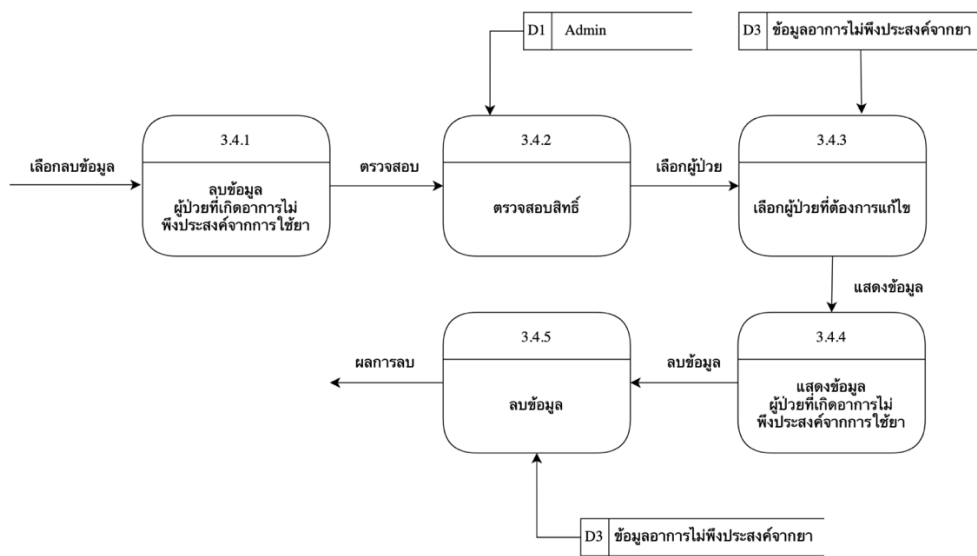 D1 Admin
D3 ข้อมูลอาการไม่พึงประสงค์จากยา
3.4.1
3.4.2
3.4.3
เลือกลบข้อมูล
ตรวจสอบ
เลือกผู้ป่วย
ลบข้อมูล
ผู้ป่วยที่เกิดอาการไม่
พึงประสงค์จากการใช้ยา
ตรวจสอบสิทธิ์
เลือกผู้ป่วยที่ต้องการแก้ไข
แสดงข้อมูล
3.4.5
3.4.4
ผลการลบ
ลบข้อมูล
ลบข้อมูล
แสดงข้อมูล
ผู้ป่วยที่เกิดอาการไม่
พึงประสงค์จากการใช้ยา
D3 ข้อมูลอาการไม่พึงประสงค์จากยา